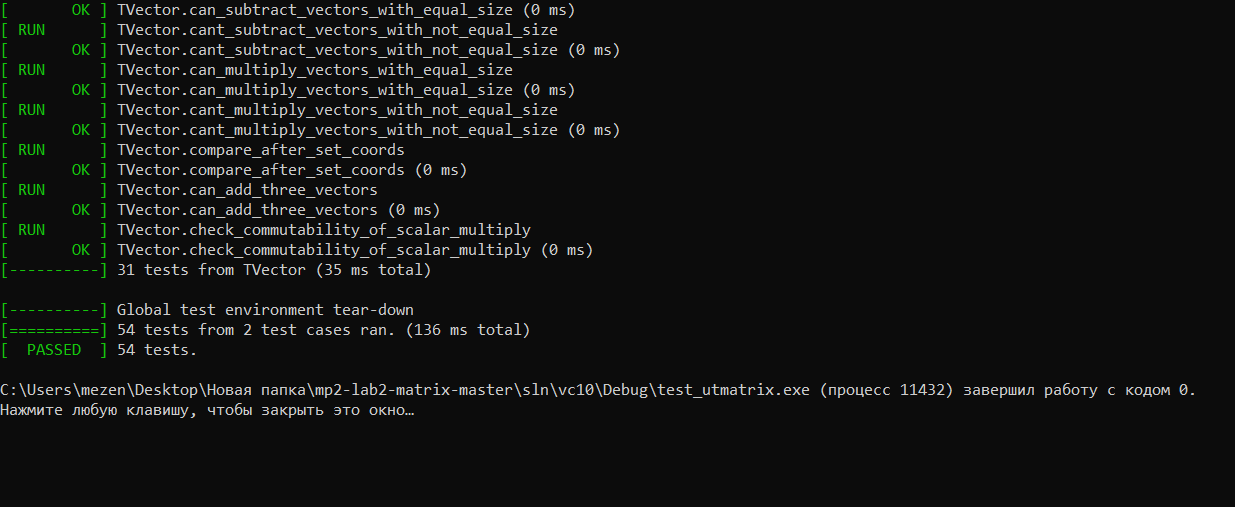 [       OK ] TVector.can_subtract_vectors_with_equal_size (0 ms)
[ RUN      ] TVector.cant_subtract_vectors_with_not_equal_size
[       OK ] TVector.cant_subtract_vectors_with_not_equal_size (0 ms)
[ RUN      ] TVector.can_multiply_vectors_with_equal_size
[       OK ] TVector.can_multiply_vectors_with_equal_size (0 ms)
[ RUN      ] TVector.cant_multiply_vectors_with_not_equal_size
[       OK ] TVector.cant_multiply_vectors_with_not_equal_size (0 ms)
[ RUN      ] TVector.compare_after_set_coords
[       OK ] TVector.compare_after_set_coords (0 ms)
[ RUN      ] TVector.can_add_three_vectors
[       OK ] TVector.can_add_three_vectors (0 ms)
[ RUN      ] TVector.check_commutability_of_scalar_multiply
[       OK ] TVector.check_commutability_of_scalar_multiply (0 ms)
[----------] 31 tests from TVector (35 ms total)
[----------] Global test environment tear-down
[==========] 54 tests from 2 test cases ran. (136 ms total)
[  PASSED  ] 54 tests.
C:\Users\mezen\Desktop\Новая папка\mp2-lab2-matrix-master\sln\vc10\Debug\test_utmatrix.exe (процесс 11432) завершил работу с кодом 0.
Нажмите любую клавишу, чтобы закрыть это окно…